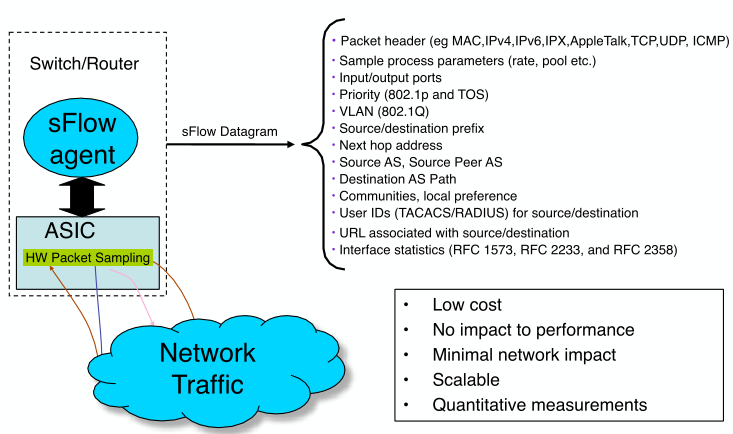 Switch/Router
sFlow
agent
ASIC
HW Packet Sampling
Network
Traffic
sFlow Datagram
• Packet header (eg MAC,IPv4,IPv6,IPX,AppleTalk,TCP,UDP, ICMP)
• Sample process parameters (rate, pool etc.)
• Input/output ports
• Priority (802.1p and TOS)
• VLAN (802.1Q)
• Source/destination prefix
• Next hop address
• Source AS, Source Peer AS
• Destination AS Path
• Communities, local preference
• User IDs (TACACS/RADIUS) for source/destination
• URL associated with source/destination
• Interface statistics (RFC 1573, RFC 2233, and RFC 2358)
• Low cost
• No impact to performance
• Minimal network impact
• Scalable
• Quantitative measurements